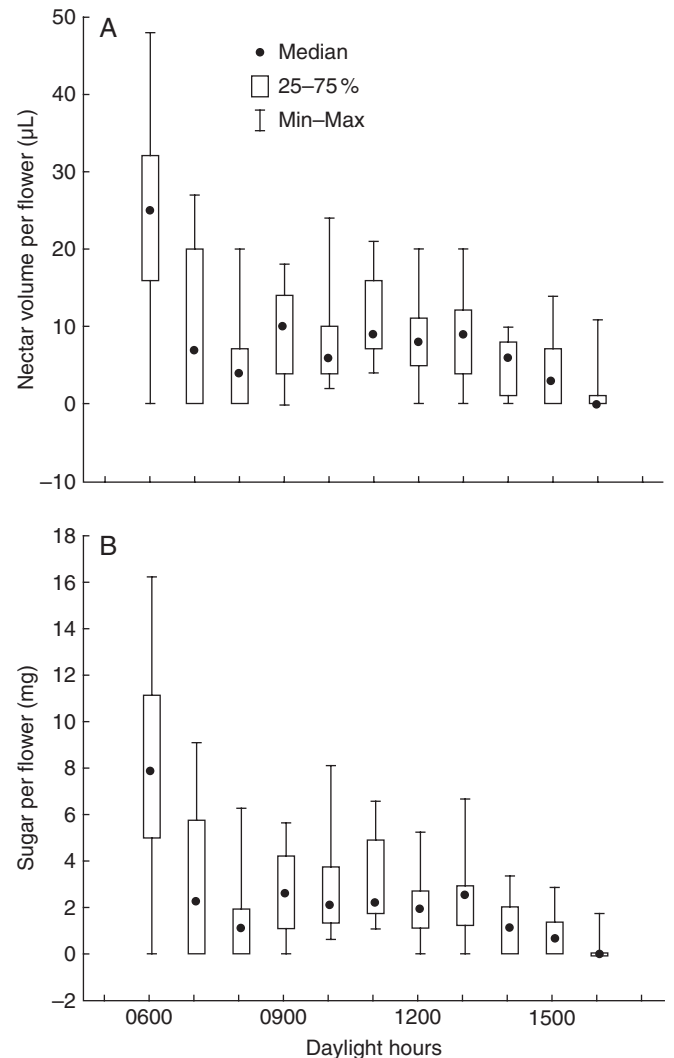 A
50
40
30
20
10
0
–10
Nectar volume per flower (µL)
Median
25–75 %
Min–Max
B
18
16
14
12
10
8
6
4
2
0
–2
Sugar per flower (mg)
0600 0900 1200 1500
Daylight hours